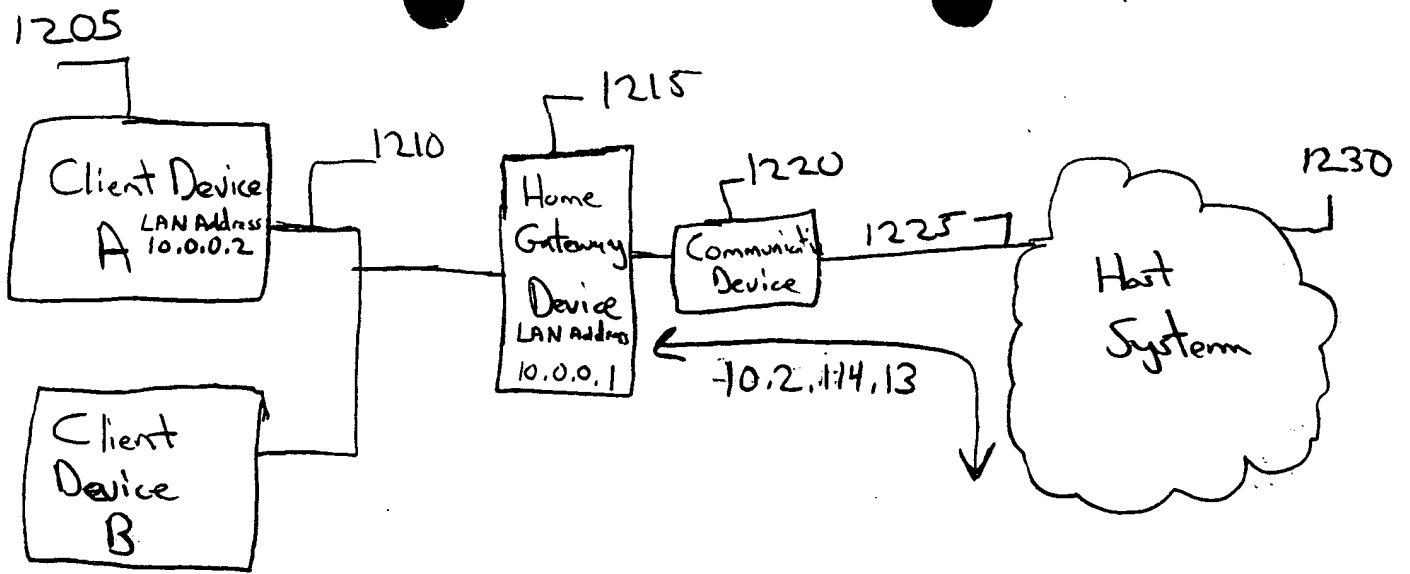 1205
1215
1210
1220
1230
Client Device
LAN Address
A 10.0.0.2
Home
Gateway
Device
LAN Address
10.0.0.1
Communicati
Device
1225
Host
System
10.2.114.13
Client
Device
B